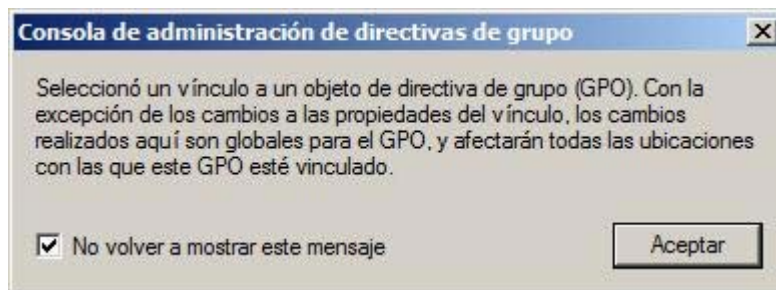 Consola de administración de directivas de grupo
Seleccionó un vínculo a un objeto de directiva de grupo (GPO). Con la
excepción de los cambios a las propiedades del vínculo, los cambios
realizados aquí son globales para el GPO, y afectarán todas las ubicaciones
con las que este GPO esté vinculado.
No volver a mostrar este mensaje
Aceptar